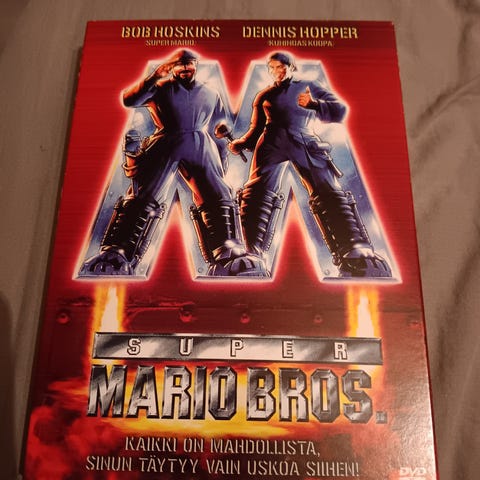 BOB HOSKINS DENNIS HOPPER
(SUPER MARIO) (KUNINGAS KOOPA)
M
SUPER
MARIO BROS.
KAIKKI ON MAHDOLLISTA,
SINUN TÄYTYY VAIN USKOA SIIHEN!
DVD